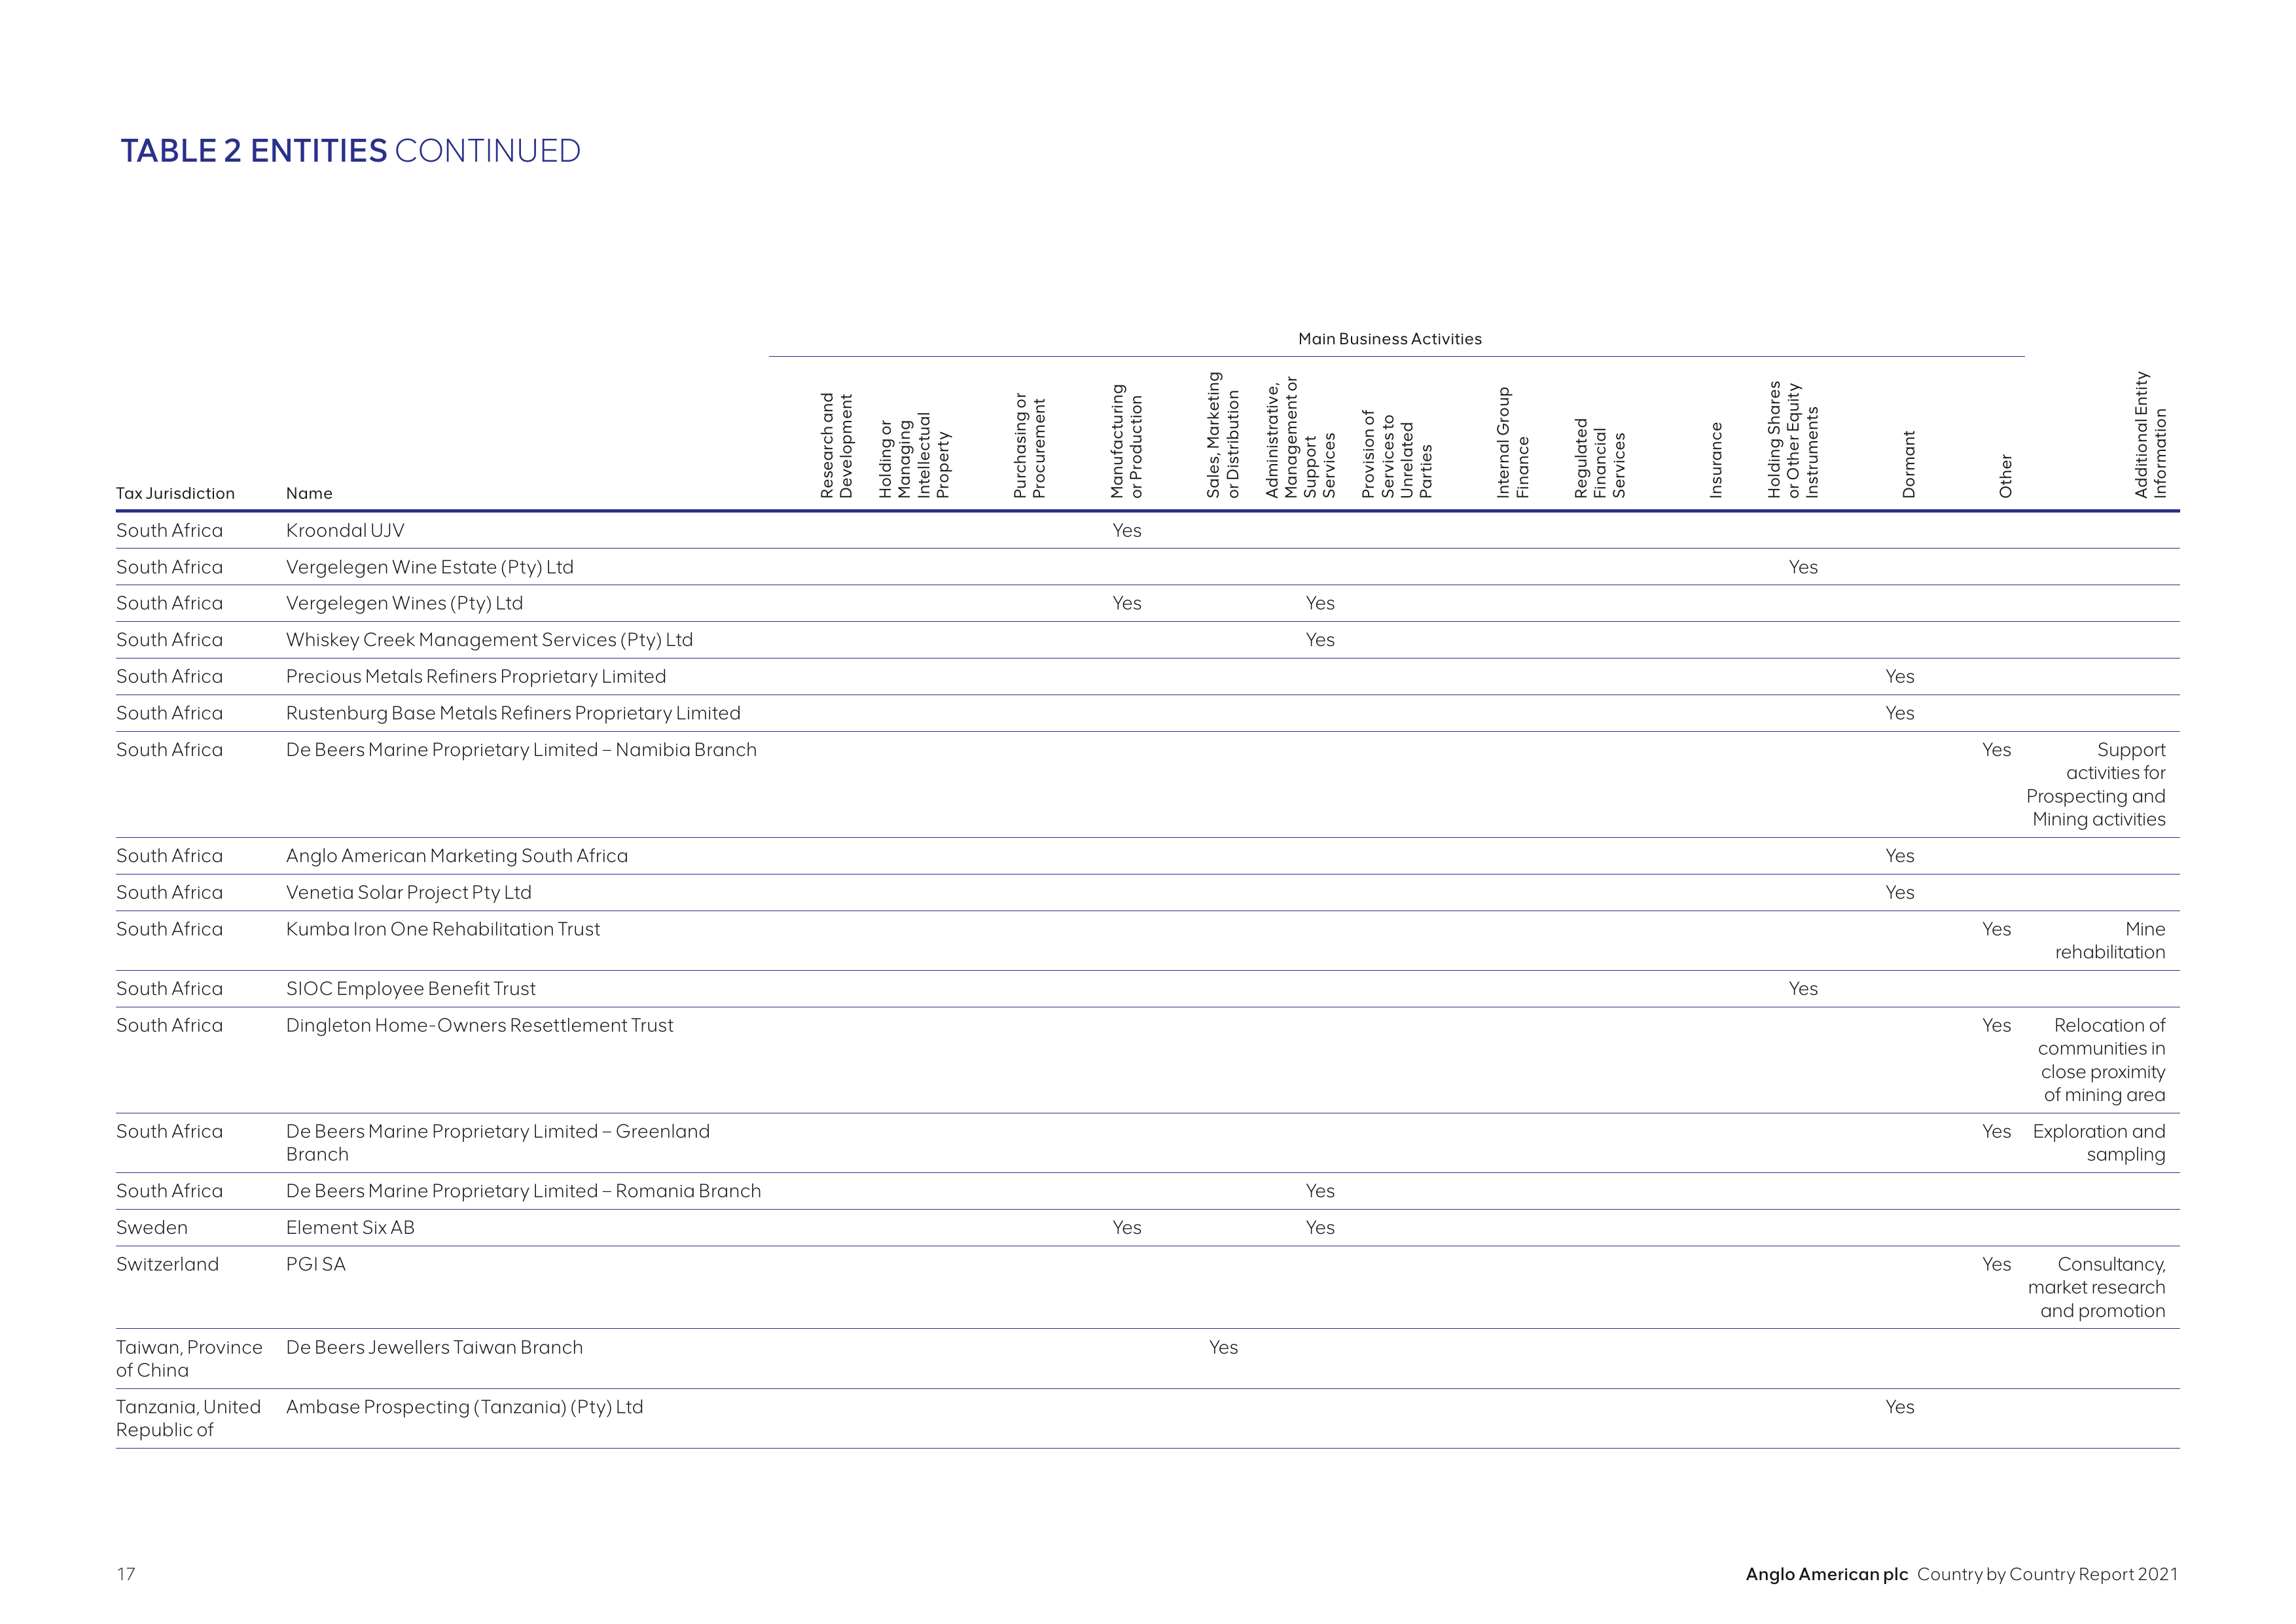 TABLE 2 ENTITIES CONTINUED
Main Business Activities
Tax Jurisdiction
Name
Research and
Development
Holding or
Managing
Intellectual
Property
Purchasing or
Procurement
Manufacturing
or Production
Sales, Marketing
or Distribution
Administrative,
Management or
Support
Services
Provision of
Services to
Unrelated
Parties
Internal Group
Finance
Regulated
Financial
Services
Insurance
Holding Shares
or Other Equity
Instruments
Dormant
Other
Additional Entity
Information
South Africa Kroondal UJV Yes
South Africa Vergelegen Wine Estate (Pty) Ltd Yes
South Africa Vergelegen Wines (Pty) Ltd Yes Yes
South Africa Whiskey Creek Management Services (Pty) Ltd Yes
South Africa Precious Metals Refiners Proprietary Limited Yes
South Africa Rustenburg Base Metals Refiners Proprietary Limited Yes
South Africa De Beers Marine Proprietary Limited – Namibia Branch Yes Support
activities for
Prospecting and
Mining activities
South Africa Anglo American Marketing South Africa Yes
South Africa Venetia Solar Project Pty Ltd Yes
South Africa Kumba Iron One Rehabilitation Trust Yes Mine
rehabilitation
South Africa SIOC Employee Benefit Trust Yes
South Africa Dingleton Home-Owners Resettlement Trust Yes Relocation of
communities in
close proximity
of mining area
South Africa De Beers Marine Proprietary Limited – Greenland Yes Exploration and
Branch sampling
South Africa De Beers Marine Proprietary Limited – Romania Branch Yes
Sweden Element Six AB Yes Yes
Switzerland PGI SA Yes Consultancy,
market research
and promotion
Taiwan, Province De Beers Jewellers Taiwan Branch Yes
of China
Tanzania, United Ambase Prospecting (Tanzania) (Pty) Ltd Yes
Republic of
17 Anglo American plc Country by Country Report 2021